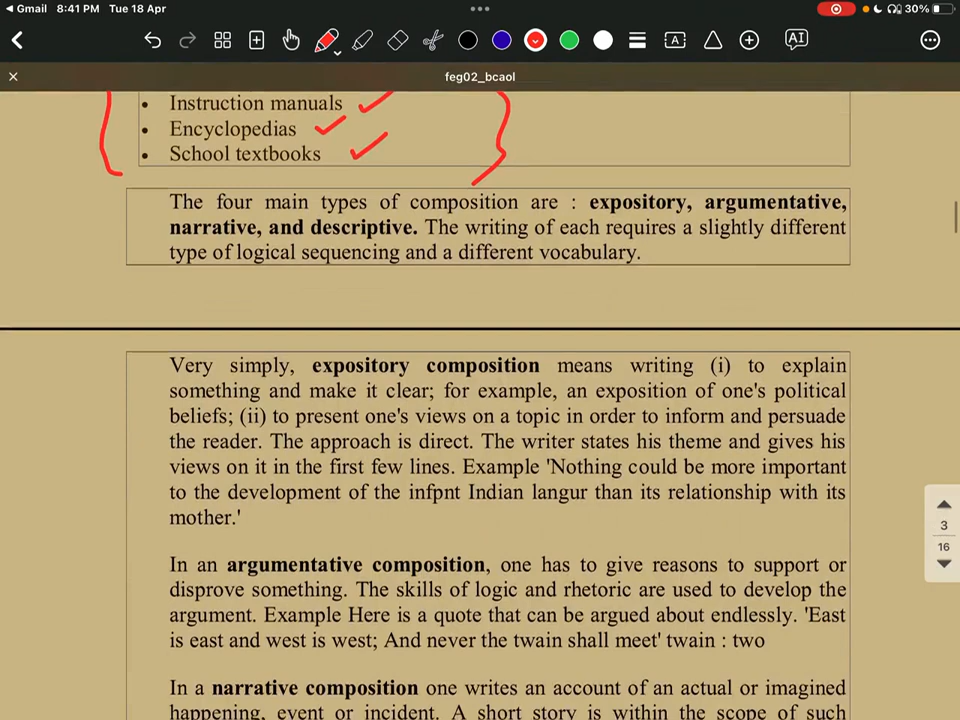 Gmail 8:41 PM Tue 18 Apr 30%
AI
feg02_bcaol
• Instruction manuals
• Encyclopedias
• School textbooks
The four main types of composition are : expository, argumentative,
narrative, and descriptive. The writing of each requires a slightly different
type of logical sequencing and a different vocabulary.
Very simply, expository composition means writing (i) to explain
something and make it clear; for example, an exposition of one's political
beliefs; (ii) to present one's views on a topic in order to inform and persuade
the reader. The approach is direct. The writer states his theme and gives his
views on it in the first few lines. Example 'Nothing could be more important
to the development of the infpnt Indian langur than its relationship with its
mother.'
3
16
In an argumentative composition, one has to give reasons to support or
disprove something. The skills of logic and rhetoric are used to develop the
argument. Example Here is a quote that can be argued about endlessly. 'East
is east and west is west; And never the twain shall meet' twain : two
In a narrative composition one writes an account of an actual or imagined
happening, event or incident. A short story is within the scope of such